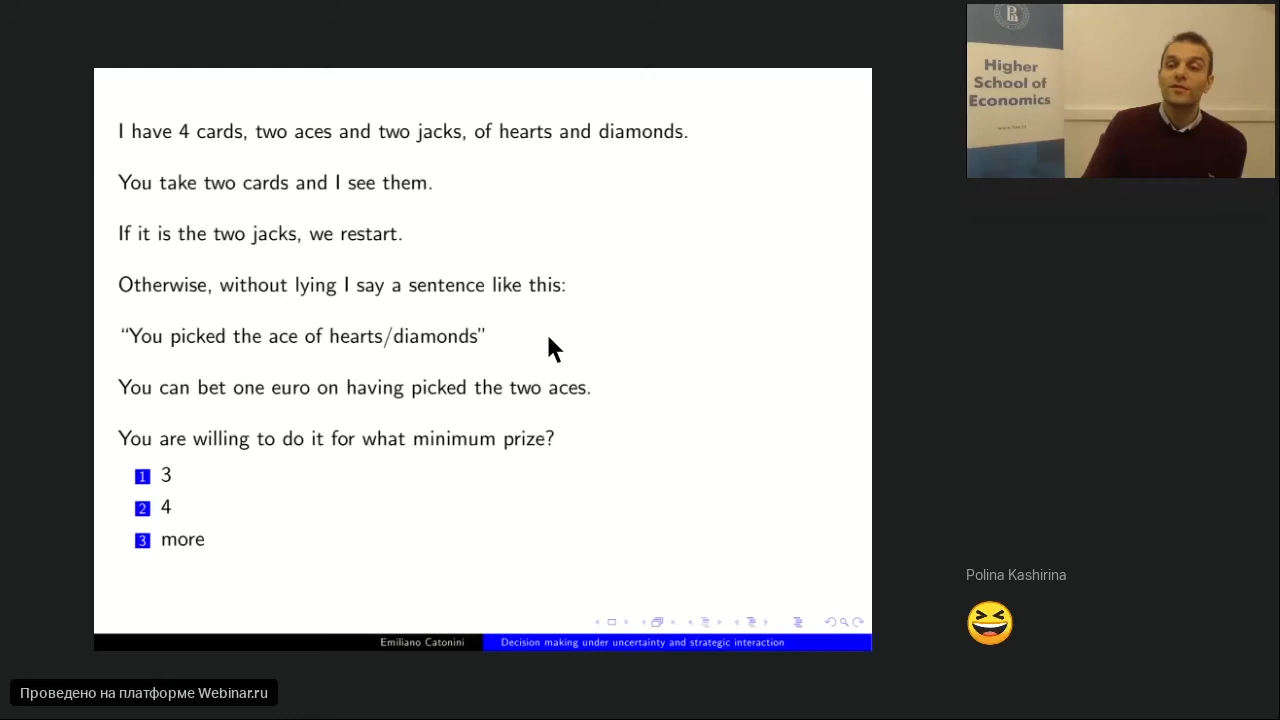 I have 4 cards, two aces and two jacks, of hearts and diamonds.
You take two cards and I see them.
If it is the two jacks, we restart.
Otherwise, without lying I say a sentence like this:
“You picked the ace of hearts/diamonds”
You can bet one euro on having picked the two aces.
You are willing to do it for what minimum prize?
1 3
2 4
3 more
Emiliano Catonini
Decision making under uncertainty and strategic interaction
Higher
School of
Economics
Polina Kashirina
Проведено на платформе Webinar.ru